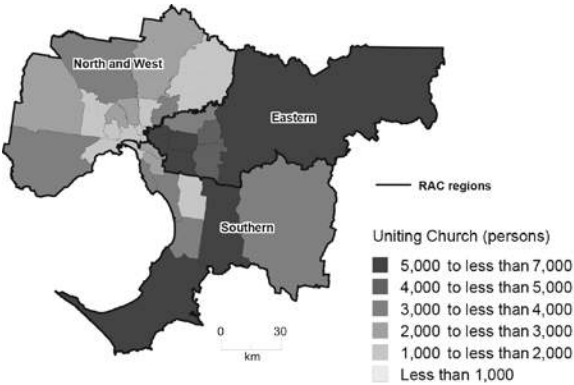 North and West
Eastern
RAC regions
Southern
Uniting Church (persons)
5,000 to less than 7,000
4,000 to less than 5,000
3,000 to less than 4,000
2,000 to less than 3,000
1,000 to less than 2,000
Less than 1,000
0 30
km